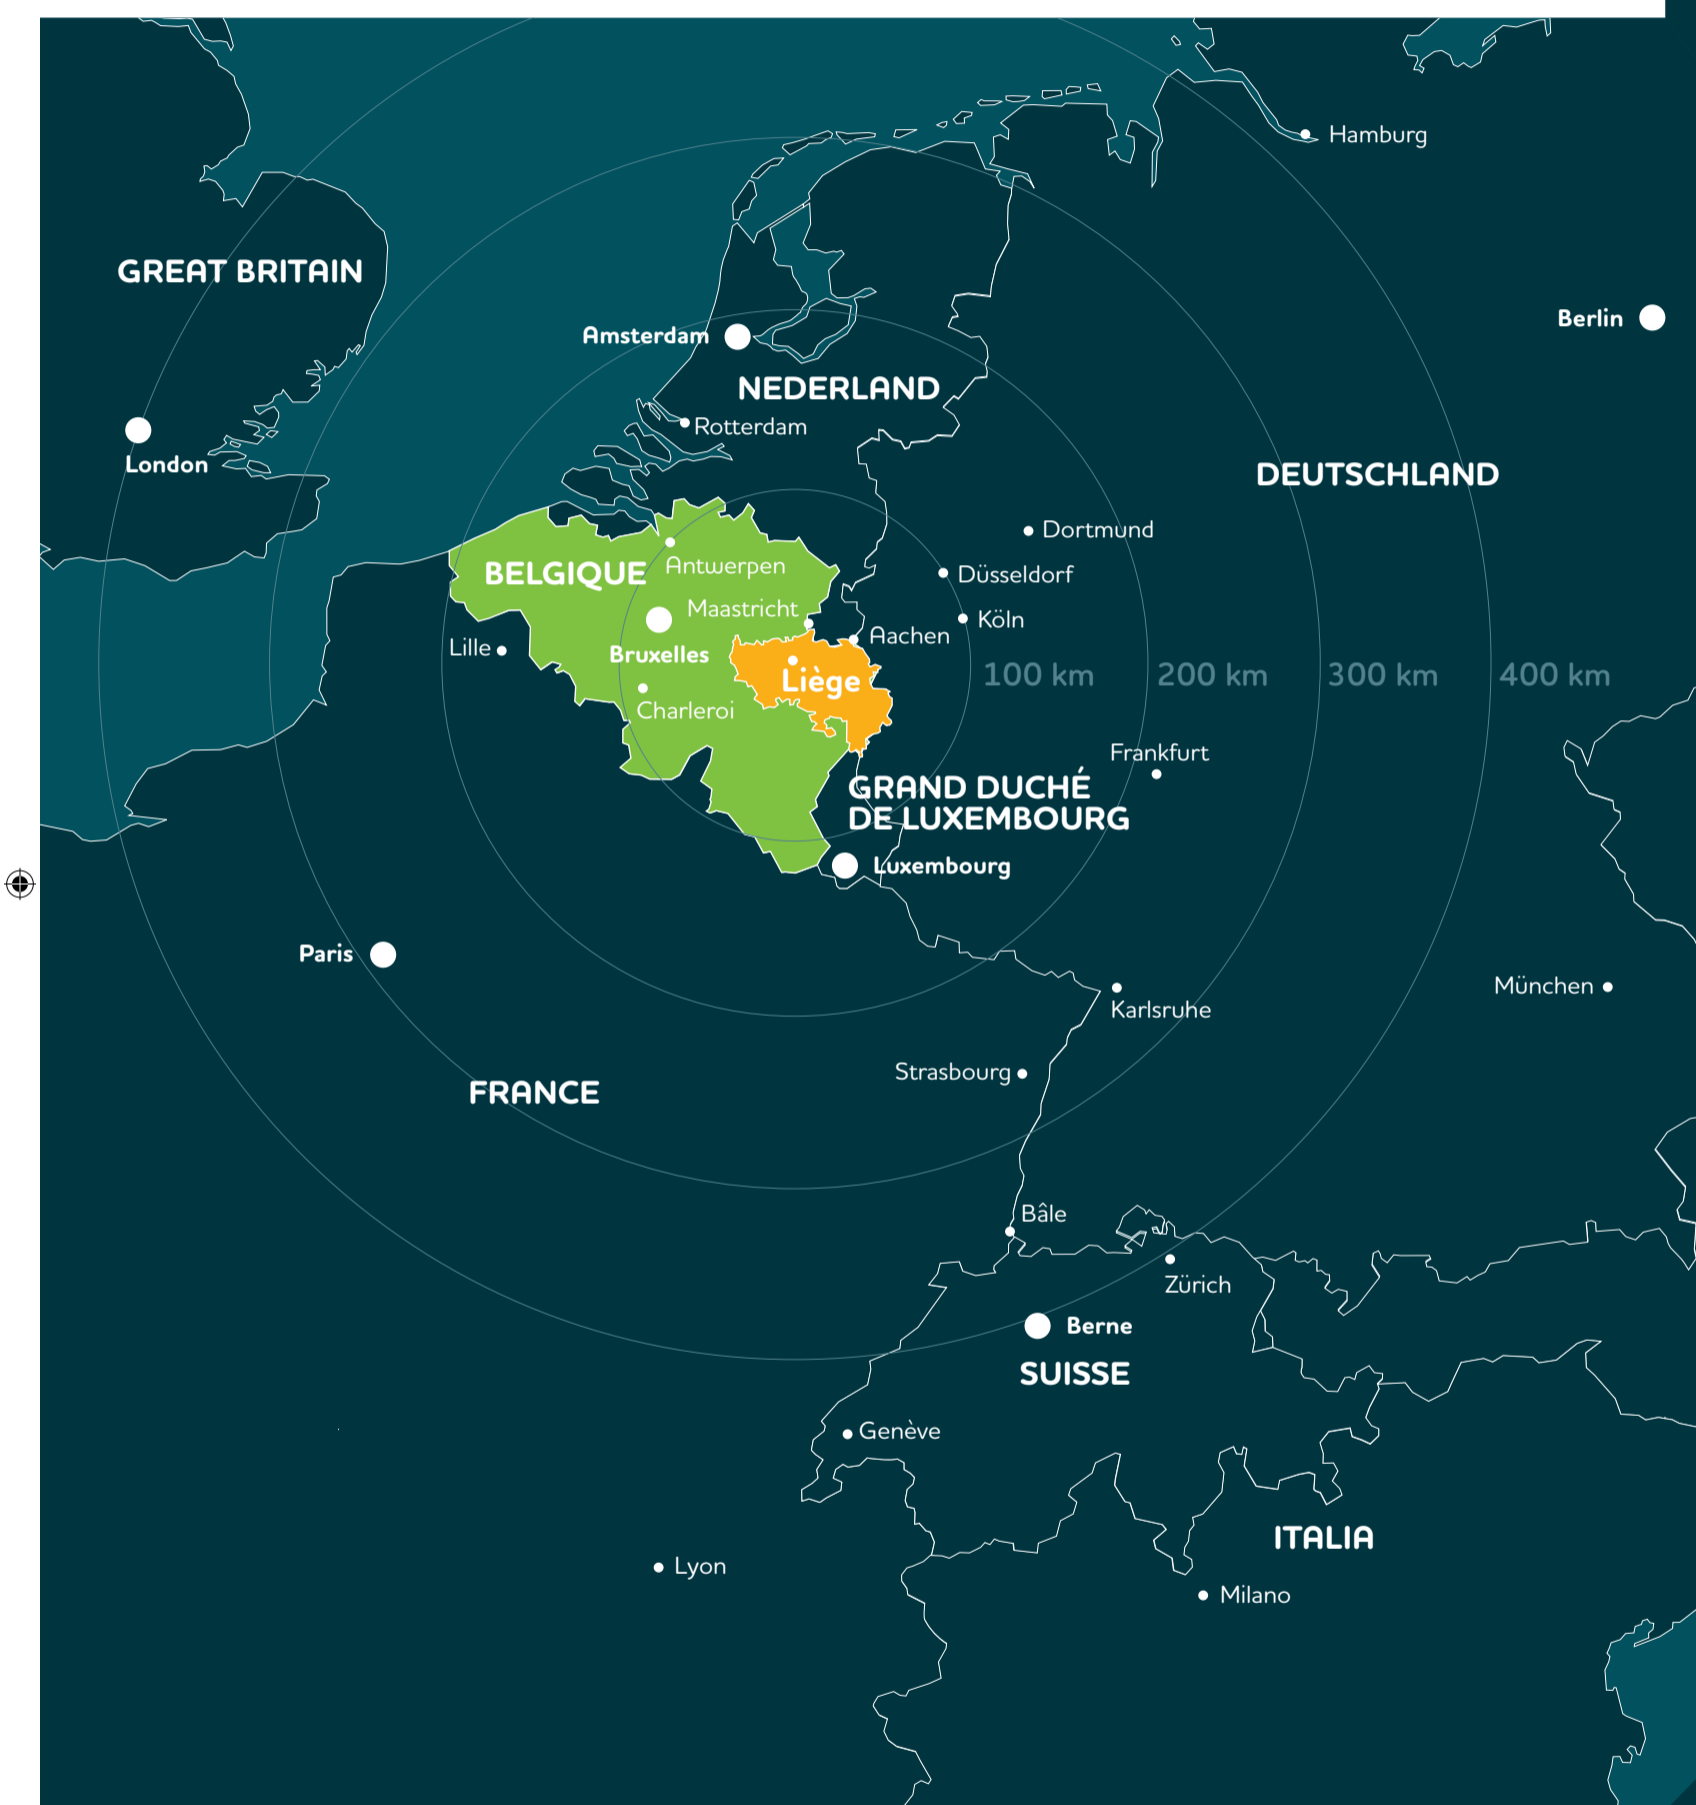 Hamburg
GREAT BRITAIN
Berlin
Amsterdam
NEDERLAND
Rotterdam
London
DEUTSCHLAND
Dortmund
BELGIQUE
Antwerpen
Düsseldorf
Maastricht
Köln
Aachen
Lille
Bruxelles
Liège
100 km
200 km
300 km
400 km
Charleroi
Frankfurt
GRAND DUCHÉ
DE LUXEMBOURG
Luxembourg
Paris
München
Karlsruhe
Strasbourg
FRANCE
Bâle
Zürich
Berne
SUISSE
Genève
ITALIA
Lyon
Milano